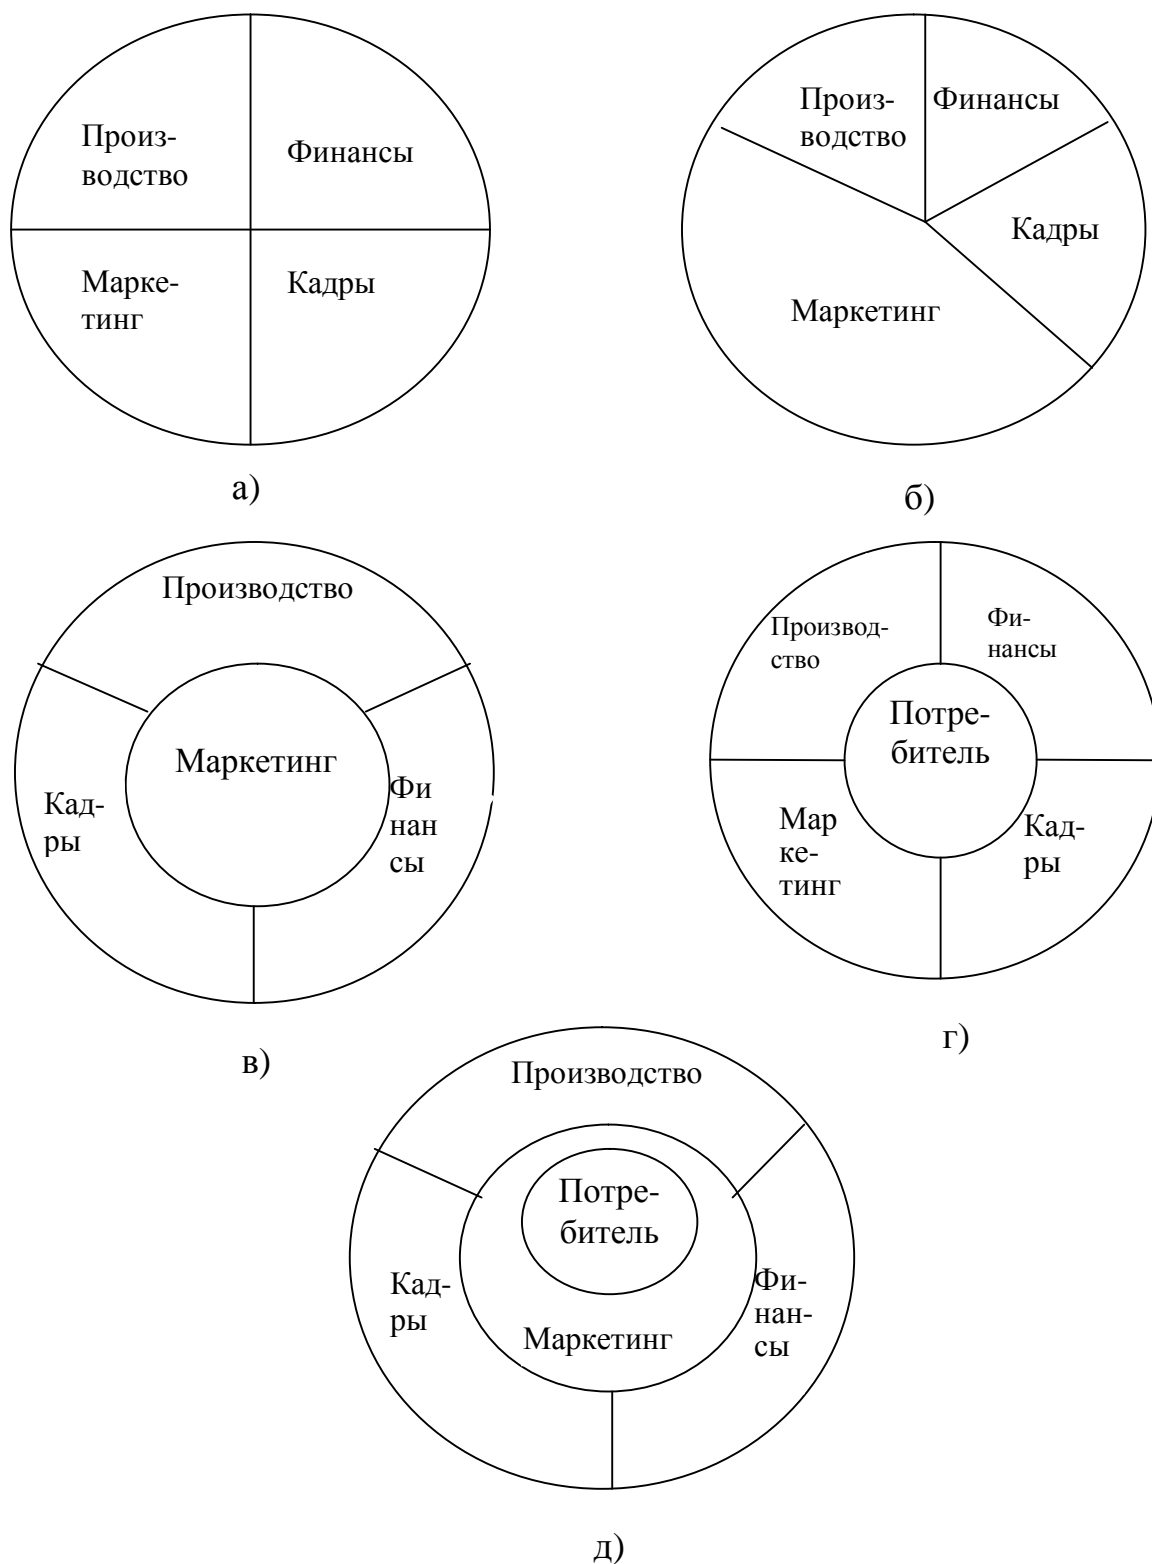 Произ-
водство
Финансы
Марке-
тинг
Кадры
а)
Произ-
водство
Финансы
Кадры
Маркетинг
б)
Производство
Маркетинг
Кад-
ры
Фи
нан
сы
в)
Производ-
ство
Фи-
нансы
Потре-
битель
Мар
ке-
тинг
Кад-
ры
г)
Производство
Потре-
битель
Кад-
ры
Фи-
нан-
сы
Маркетинг
д)